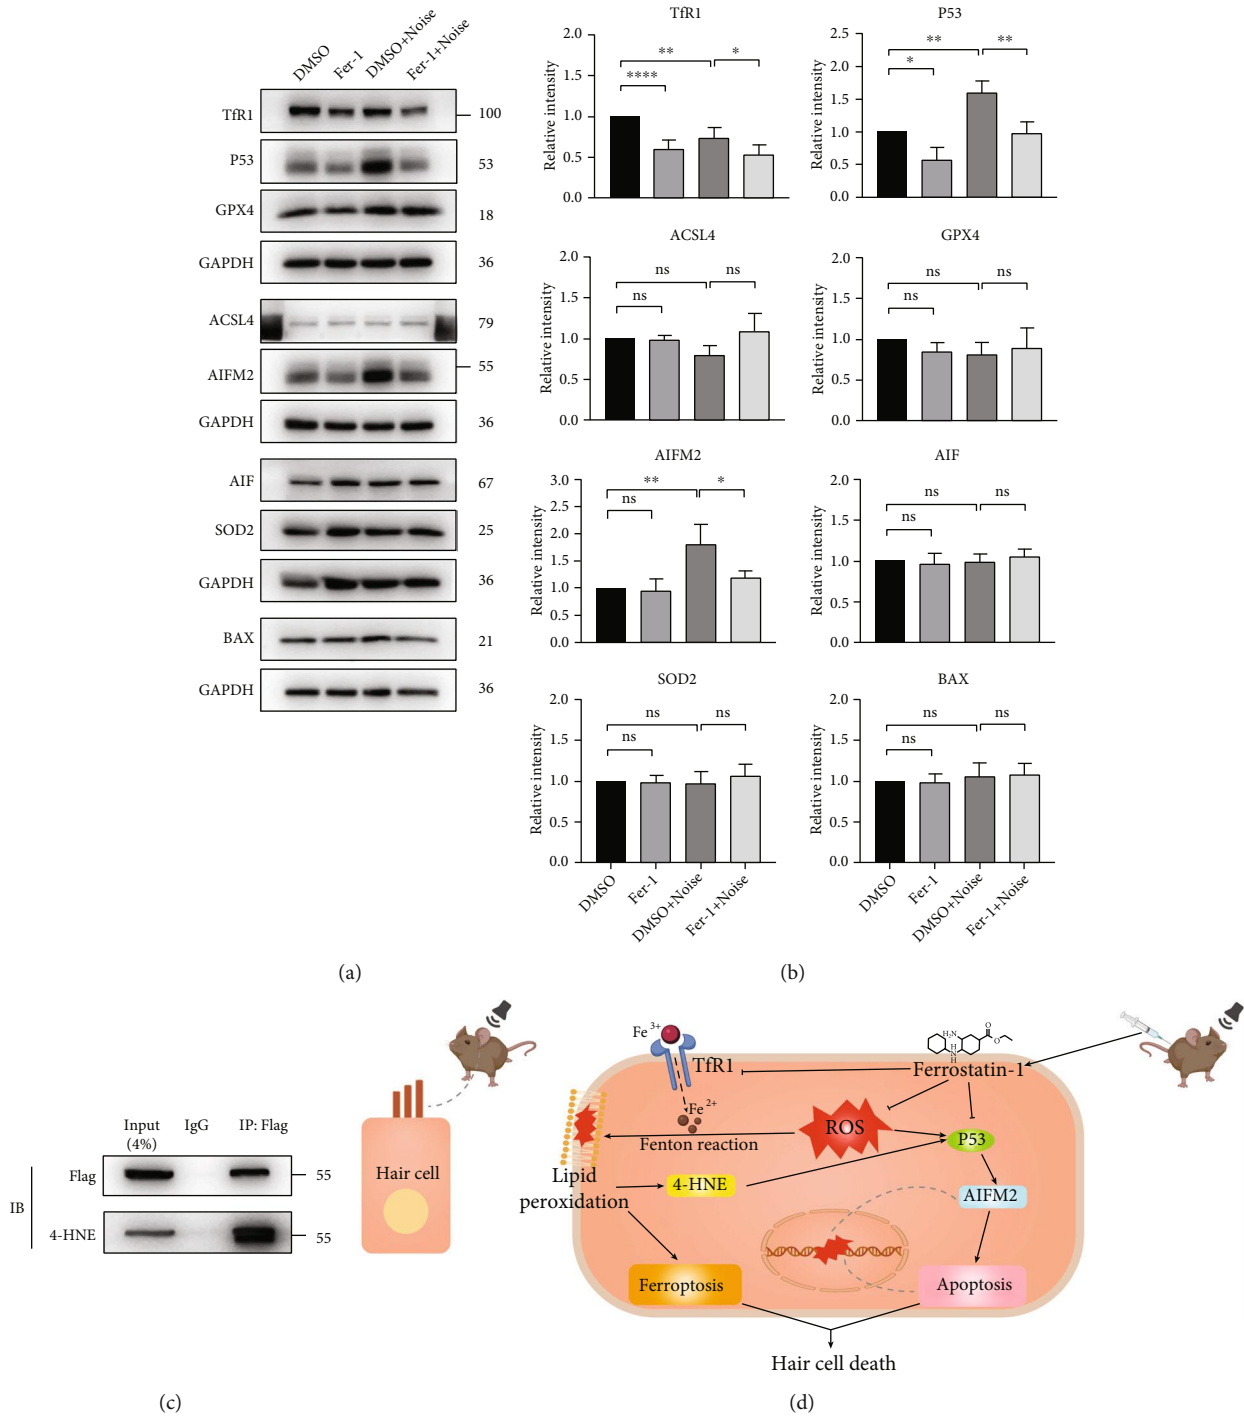 DMSO
Fer-1
DMSO+Noise
Fer-1+Noise
TfR1
100
P53
53
GPX4
18
GAPDH
36
ACSL4
79
AIFM2
55
GAPDH
36
AIF
67
SOD2
25
GAPDH
36
BAX
21
GAPDH
36
(a)
TfR1
Relative intensity
2.0
1.5
1.0
0.5
0.0
**
*
****
P53
Relative intensity
2.5
2.0
1.5
1.0
0.5
0.0
**
**
*
ACSL4
Relative intensity
2.0
1.5
1.0
0.5
0.0
ns
ns
ns
GPX4
Relative intensity
2.0
1.5
1.0
0.5
0.0
ns
ns
ns
AIFM2
Relative intensity
3.0
2.5
2.0
1.5
1.0
0.5
0.0
**
*
ns
AIF
Relative intensity
2.0
1.5
1.0
0.5
0.0
ns
ns
ns
SOD2
Relative intensity
2.0
1.5
1.0
0.5
0.0
ns
ns
ns
DMSO
Fer-1
DMSO+Noise
Fer-1+Noise
BAX
Relative intensity
2.0
1.5
1.0
0.5
0.0
ns
ns
ns
DMSO
Fer-1
DMSO+Noise
Fer-1+Noise
(b)
Input
(4%)
IgG
IP: Flag
IB
Flag
55
4-HNE
55
Hair cell
(c)
Fe 3+
TfR1
Fe 2+
H₂N
N
H
O
O
Ferrostatin-1
ROS
Fenton reaction
P53
Lipid
peroxidation
4-HNE
AIFM2
Ferroptosis
Apoptosis
Hair cell death
(d)